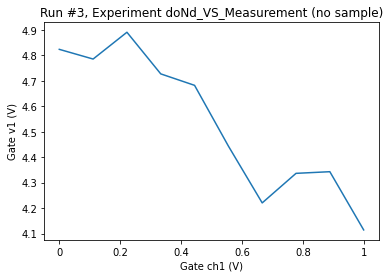 Run #3, Experiment doNd_VS_Measurement (no sample)
4.9
4.8
4.7
4.6
4.5
4.4
4.3
4.2
4.1
Gate v1 (V)
0 0.2 0.4 0.6 0.8 1
Gate ch1 (V)